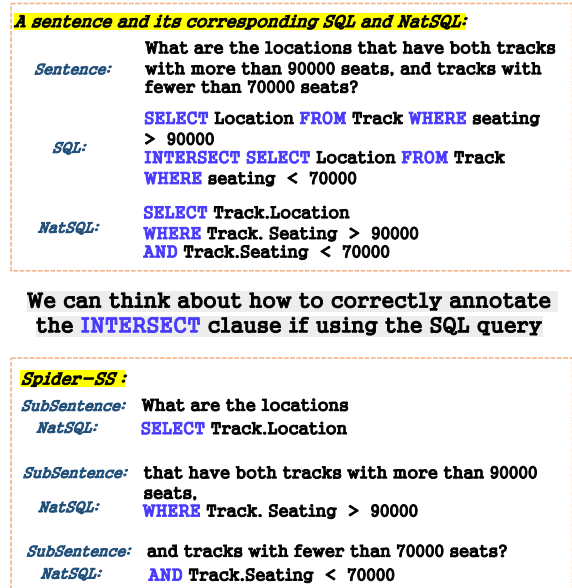 A sentence and its corresponding SQL and NatSQL:
Sentence: What are the locations that have both tracks
with more than 90000 seats, and tracks with
fewer than 70000 seats?
SQL: SELECT Location FROM Track WHERE seating
> 90000
INTERSECT SELECT Location FROM Track
WHERE seating < 70000
NatSQL: SELECT Track.Location
WHERE Track. Seating > 90000
AND Track.Seating < 70000
We can think about how to correctly annotate
the INTERSECT clause if using the SQL query
Spider-SS :
SubSentence: What are the locations
NatSQL: SELECT Track.Location
SubSentence: that have both tracks with more than 90000
seats,
NatSQL: WHERE Track. Seating > 90000
SubSentence: and tracks with fewer than 70000 seats?
NatSQL: AND Track.Seating < 70000